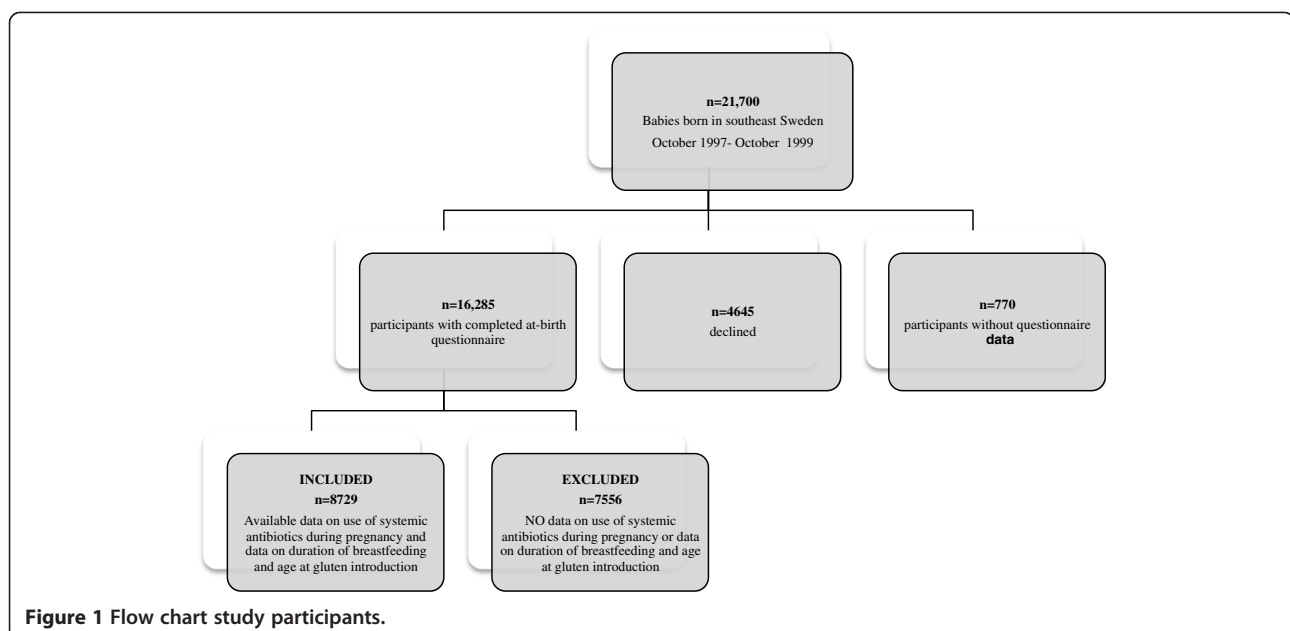 n=21,700
Babies born in southeast Sweden
October 1997- October 1999
n=16,285
participants with completed at-birth
questionnaire
n=4645
declined
n=770
participants without questionnaire
data
INCLUDED
n=8729
Available data on use of systemic
antibiotics during pregnancy and
data on duration of breastfeeding
and age at gluten introduction
EXCLUDED
n=7556
NO data on use of systemic
antibiotics during pregnancy or data
on duration of breastfeeding and age
at gluten introduction
Figure 1 Flow chart study participants.